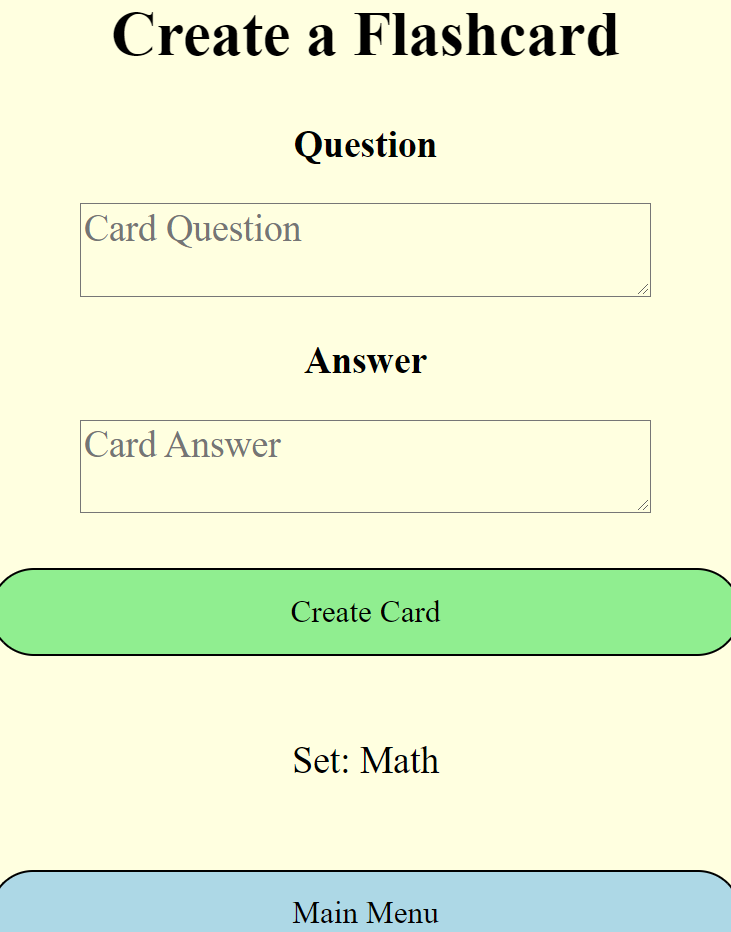 Create a Flashcard
Question
Card Question
Answer
Card Answer
Create Card
Set: Math
Main Menu